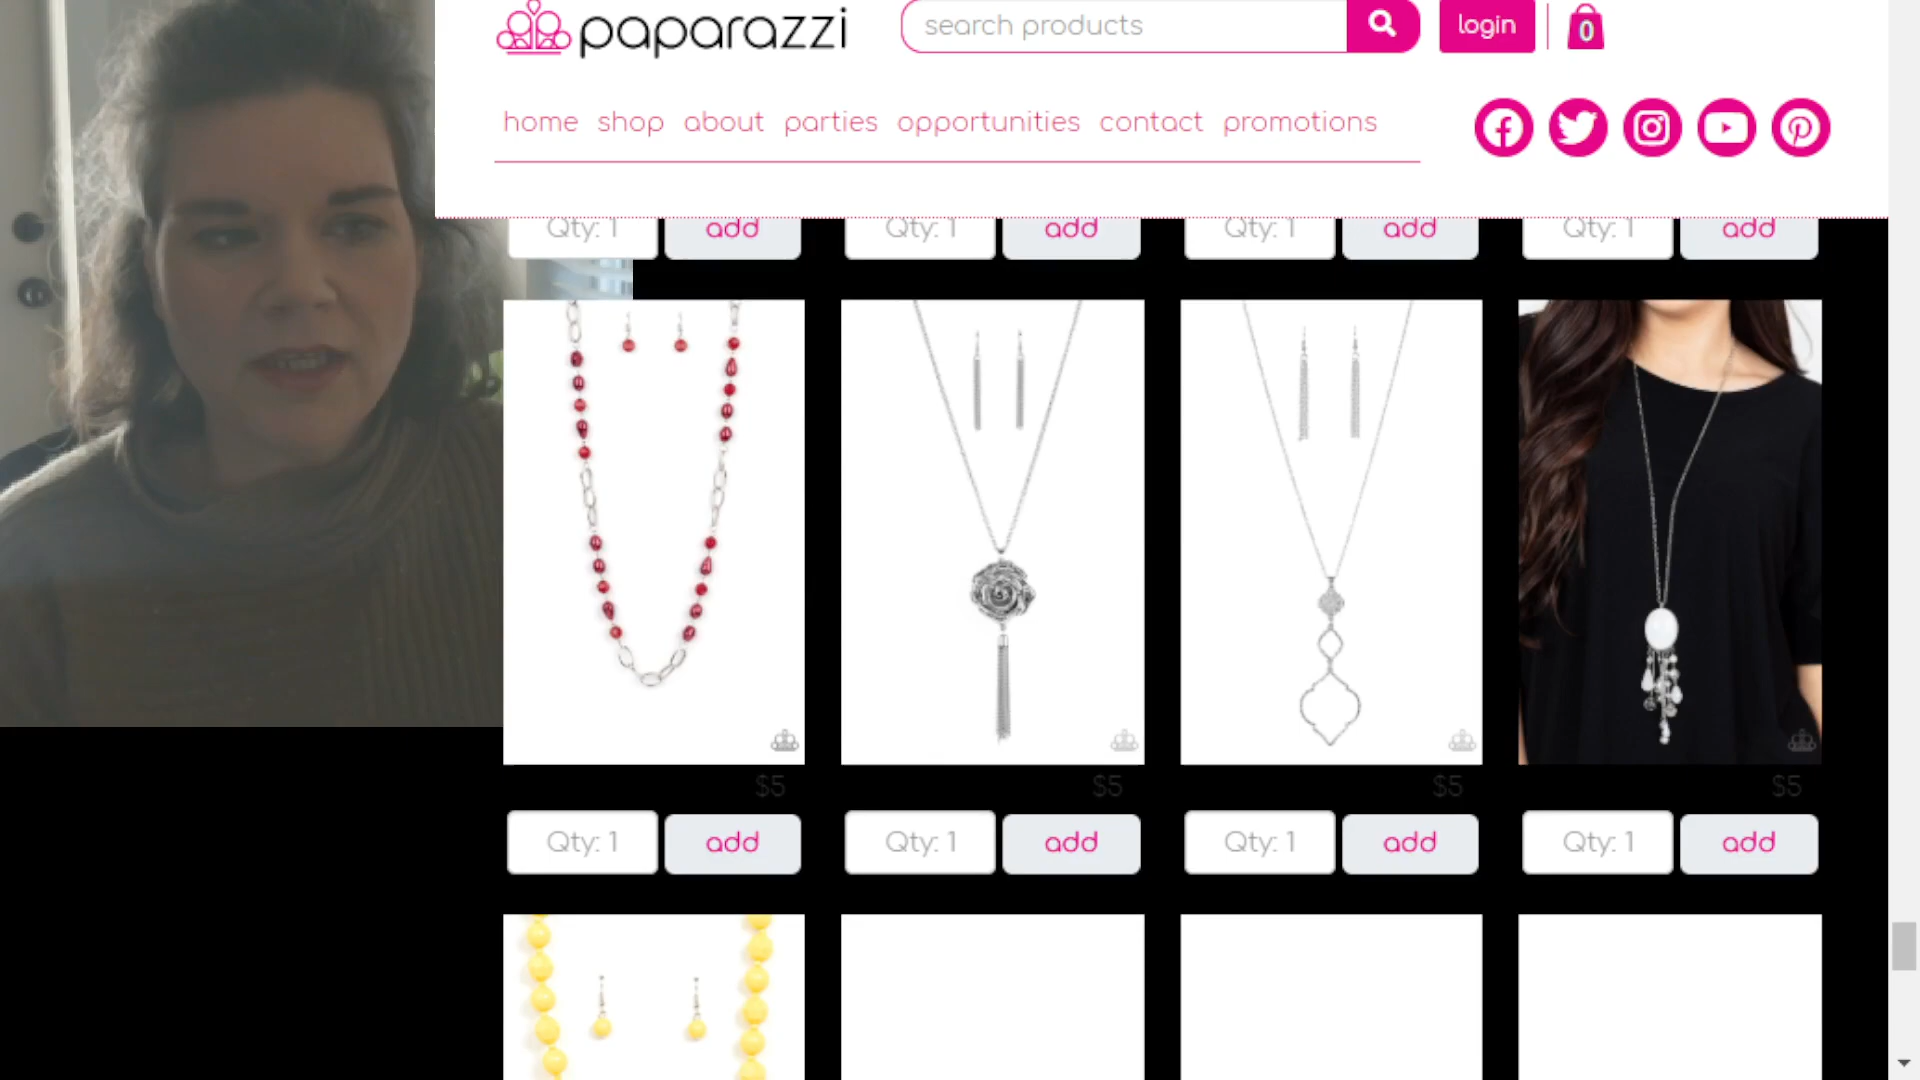 paparazzi
search products
login
0
home shop about parties opportunities contact promotions
Qty: 1 add Qty: 1 add Qty: 1 add Qty: 1 add
$5 $5 $5 $5
Qty: 1 add Qty: 1 add Qty: 1 add Qty: 1 add